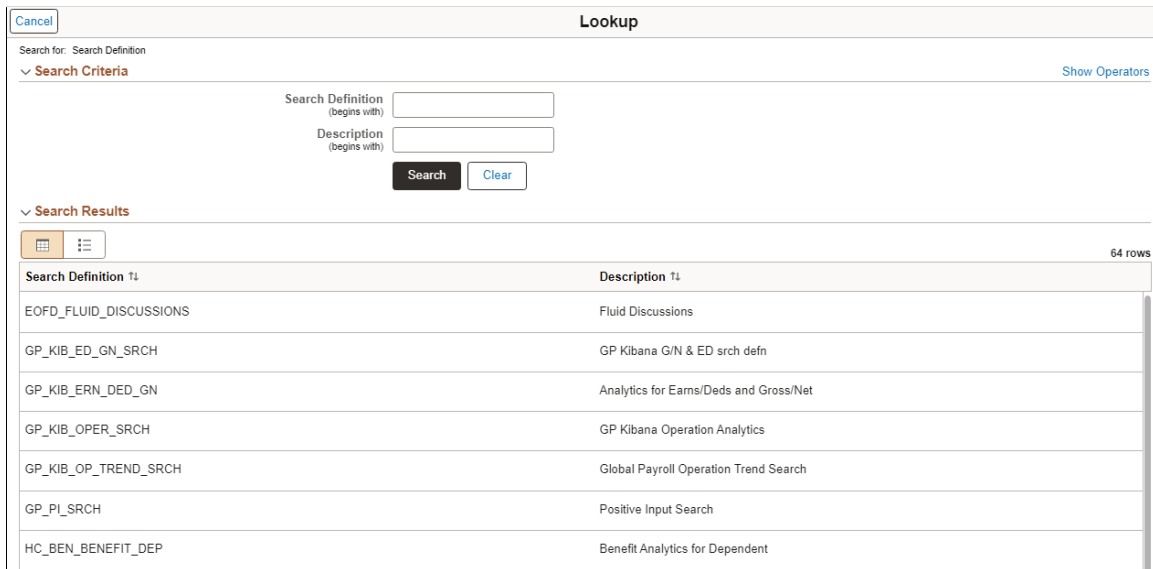 Cancel
Lookup
Search for: Search Definition
Search Criteria
Show Operators
Search Definition
(begins with)
Description
(begins with)
Search Clear
Search Results
64 rows
Search Definition Description
EOFD_FLUID_DISCUSSIONS Fluid Discussions
GP_KIB_ED_GN_SRCH GP Kibana G/N & ED srch defn
GP_KIB_ERN_DED_GN Analytics for Earns/Deds and Gross/Net
GP_KIB_OPER_SRCH GP Kibana Operation Analytics
GP_KIB_OP_TREND_SRCH Global Payroll Operation Trend Search
GP_PI_SRCH Positive Input Search
HC_BEN_BENEFIT_DEP Benefit Analytics for Dependent